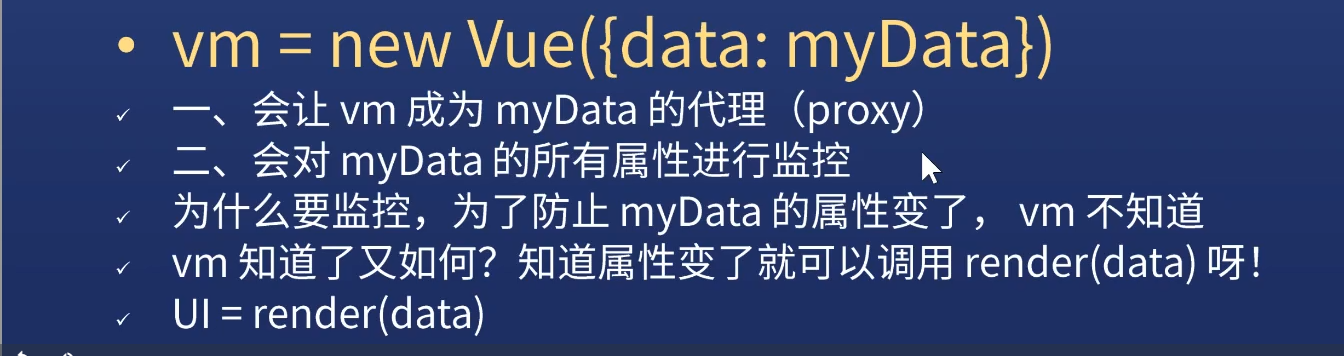 • vm = new Vue({data: myData})
✓ 一、会让 vm 成为 myData 的代理（proxy）
✓ 二、会对 myData 的所有属性进行监控
✓ 为什么要监控，为了防止 myData 的属性变了， vm 不知道
✓ vm 知道了又如何？知道属性变了就可以调用 render(data) 呀！
✓ UI = render(data)